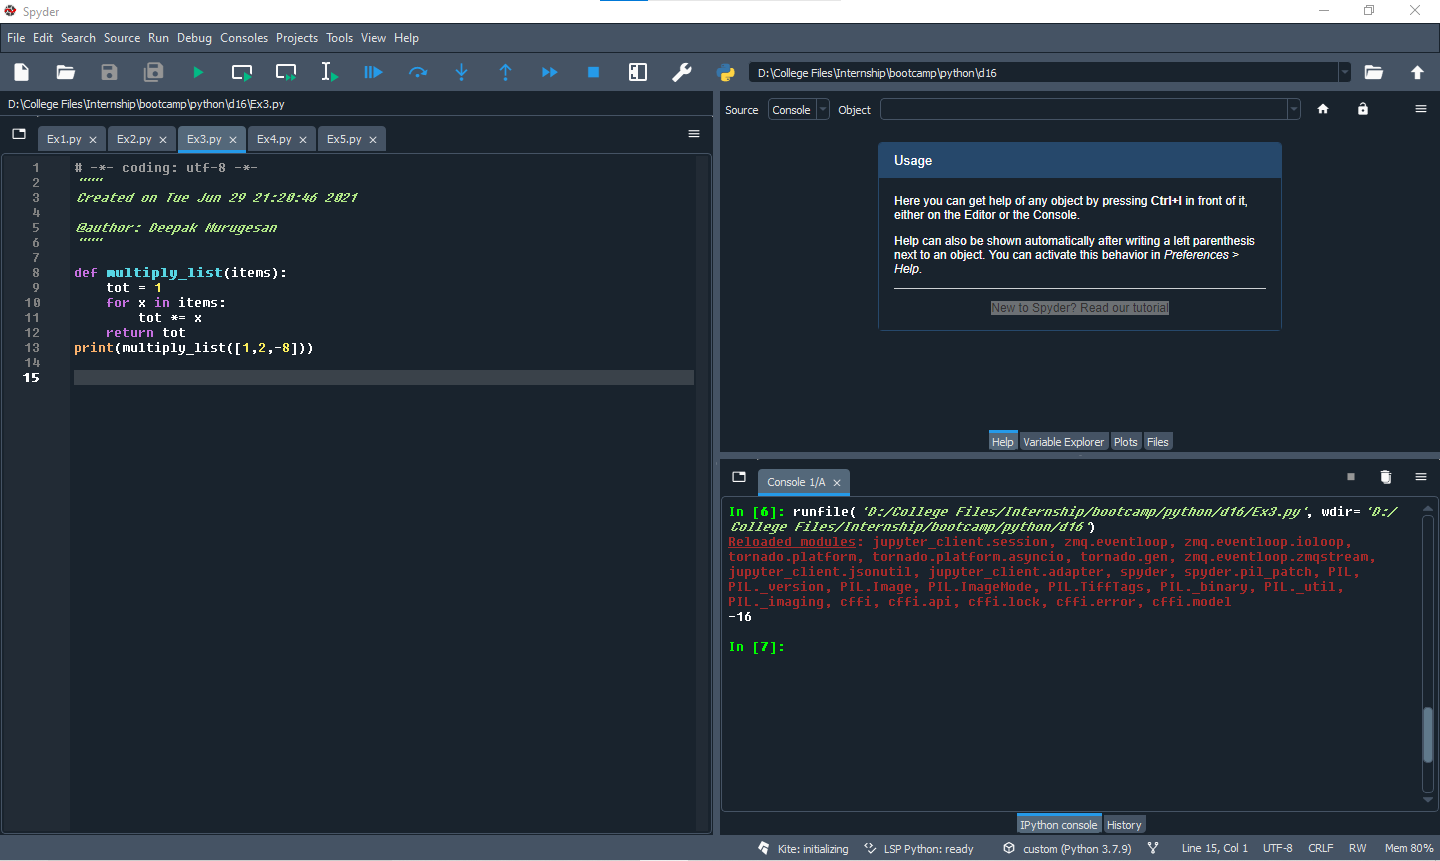 Spyder
File Edit Search Source Run Debug Consoles Projects Tools View Help
D:\College Files\Internship\bootcamp\python\d16
D:\College Files\Internship\bootcamp\python\d16\Ex3.py
Ex1.py Ex2.py Ex3.py Ex4.py Ex5.py
1 # -*- coding: utf-8 -*-
2 """
3 Created on Tue Jun 29 21:20:46 2021
4
5 @author: Deepak Murugesan
6 """
7
8 def multiply_list(items):
9     tot = 1
10     for x in items:
11         tot *= x
12     return tot
13 print(multiply_list([1,2,-8]))
14
15
Source Console Object
Usage
Here you can get help of any object by pressing Ctrl+I in front of it,
either on the Editor or the Console.
Help can also be shown automatically after writing a left parenthesis
next to an object. You can activate this behavior in Preferences >
Help.
New to Spyder? Read our tutorial
Help Variable Explorer Plots Files
Console 1/A
In [6]: runfile('D:/College Files/Internship/bootcamp/python/d16/Ex3.py', wdir='D:/
College Files/Internship/bootcamp/python/d16')
Reloaded modules: jupyter_client.session, zmq.eventloop, zmq.eventloop.ioloop,
tornado.platform, tornado.platform.asyncio, tornado.gen, zmq.eventloop.zmqstream,
jupyter_client.jsonutil, jupyter_client.adapter, spyder, spyder.pil_patch, PIL,
PIL._version, PIL.Image, PIL.ImageMode, PIL.TiffTags, PIL._binary, PIL._util,
PIL._imaging, cffi, cffi.api, cffi.lock, cffi.error, cffi.model
-16
In [7]:
IPython console History
Kite: initializing LSP Python: ready custom (Python 3.7.9) Line 15, Col 1 UTF-8 CRLF RW Mem 80%